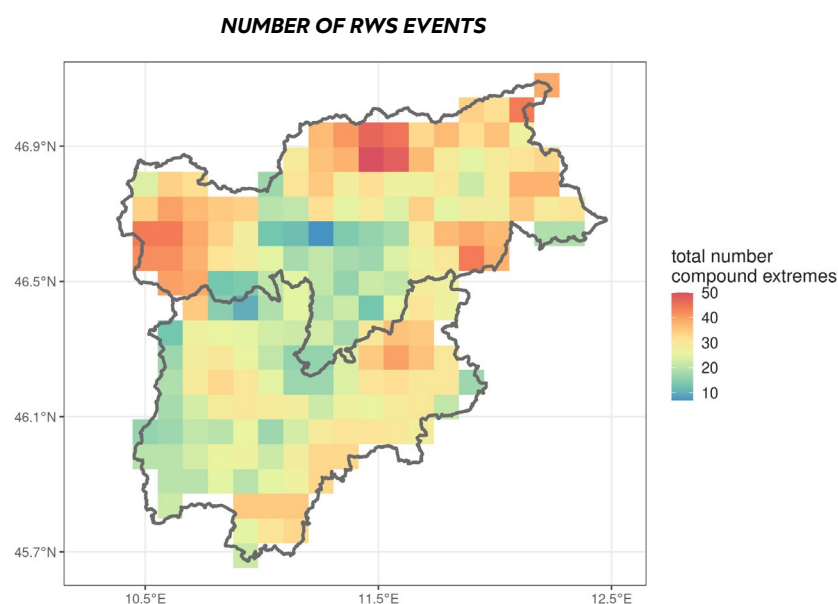 NUMBER OF RWS EVENTS
46.9°N
46.5°N
46.1°N
45.7°N
10.5°E
11.5°E
12.5°E
total number
compound extremes
50
40
30
20
10